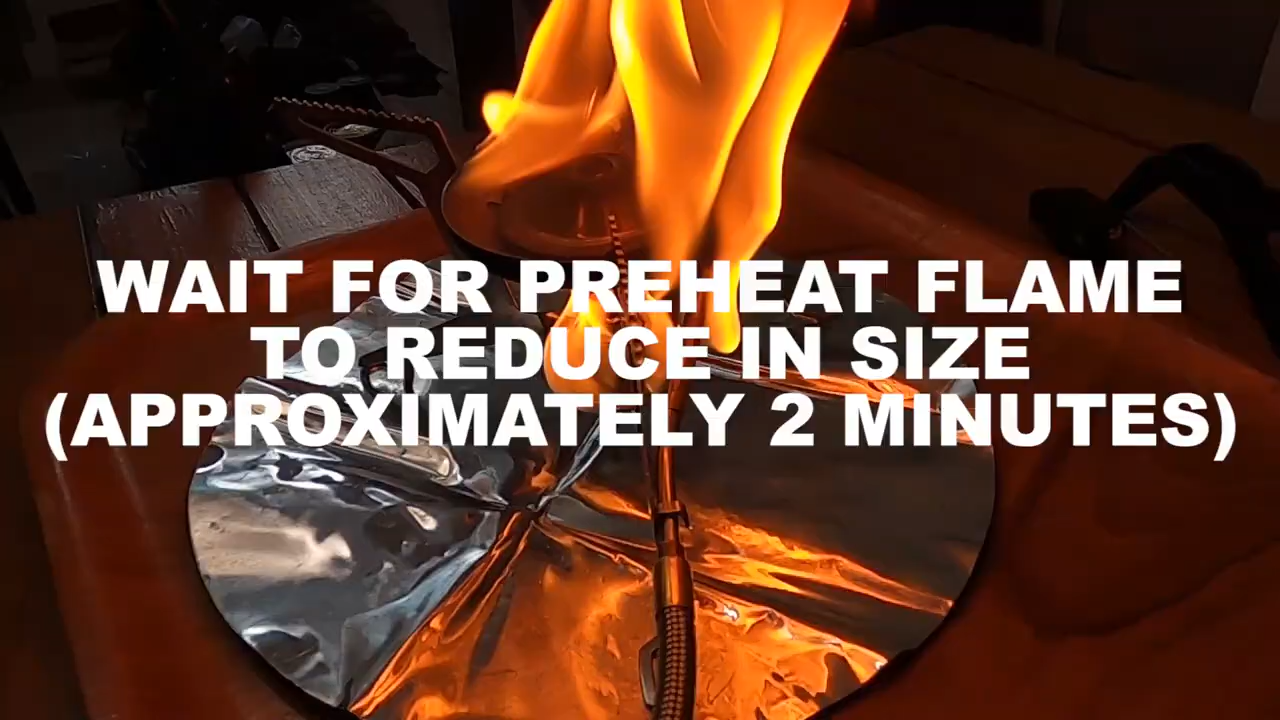 WAIT FOR PREHEAT FLAME
TO REDUCE IN SIZE
(APPROXIMATELY 2 MINUTES)